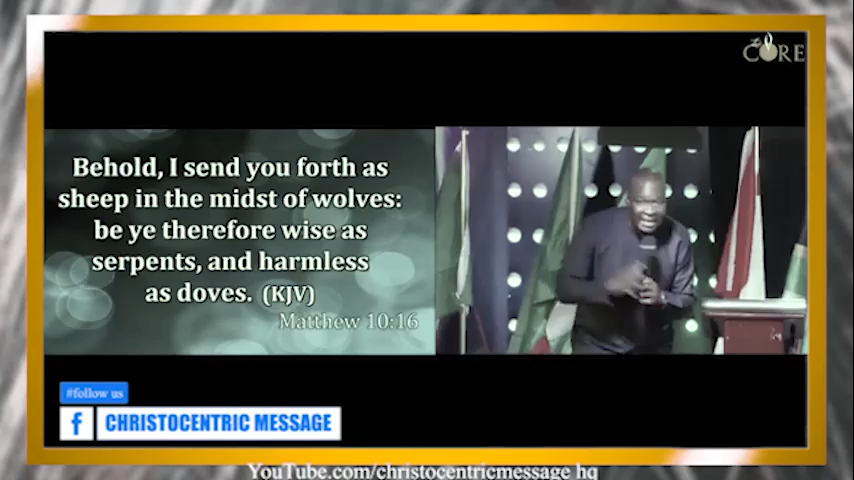 THE CORE
Behold, I send you forth as
sheep in the midst of wolves:
be ye therefore wise as
serpents, and harmless
as doves. (KJV)
Matthew 10:16
#follow us
f CHRISTOCENTRIC MESSAGE
YouTube.com/christocentricmessage hq